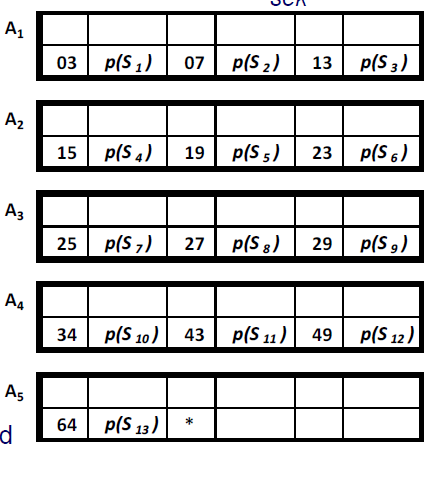 A₁
03 p(S ₁) 07 p(S ₂) 13 p(S ₃)
A₂
15 p(S ₄) 19 p(S ₅) 23 p(S ₆)
A₃
25 p(S ₇) 27 p(S ₈) 29 p(S ₉)
A₄
34 p(S ₁₀) 43 p(S ₁₁) 49 p(S ₁₂)
A₅
64 p(S ₁₃) *
d